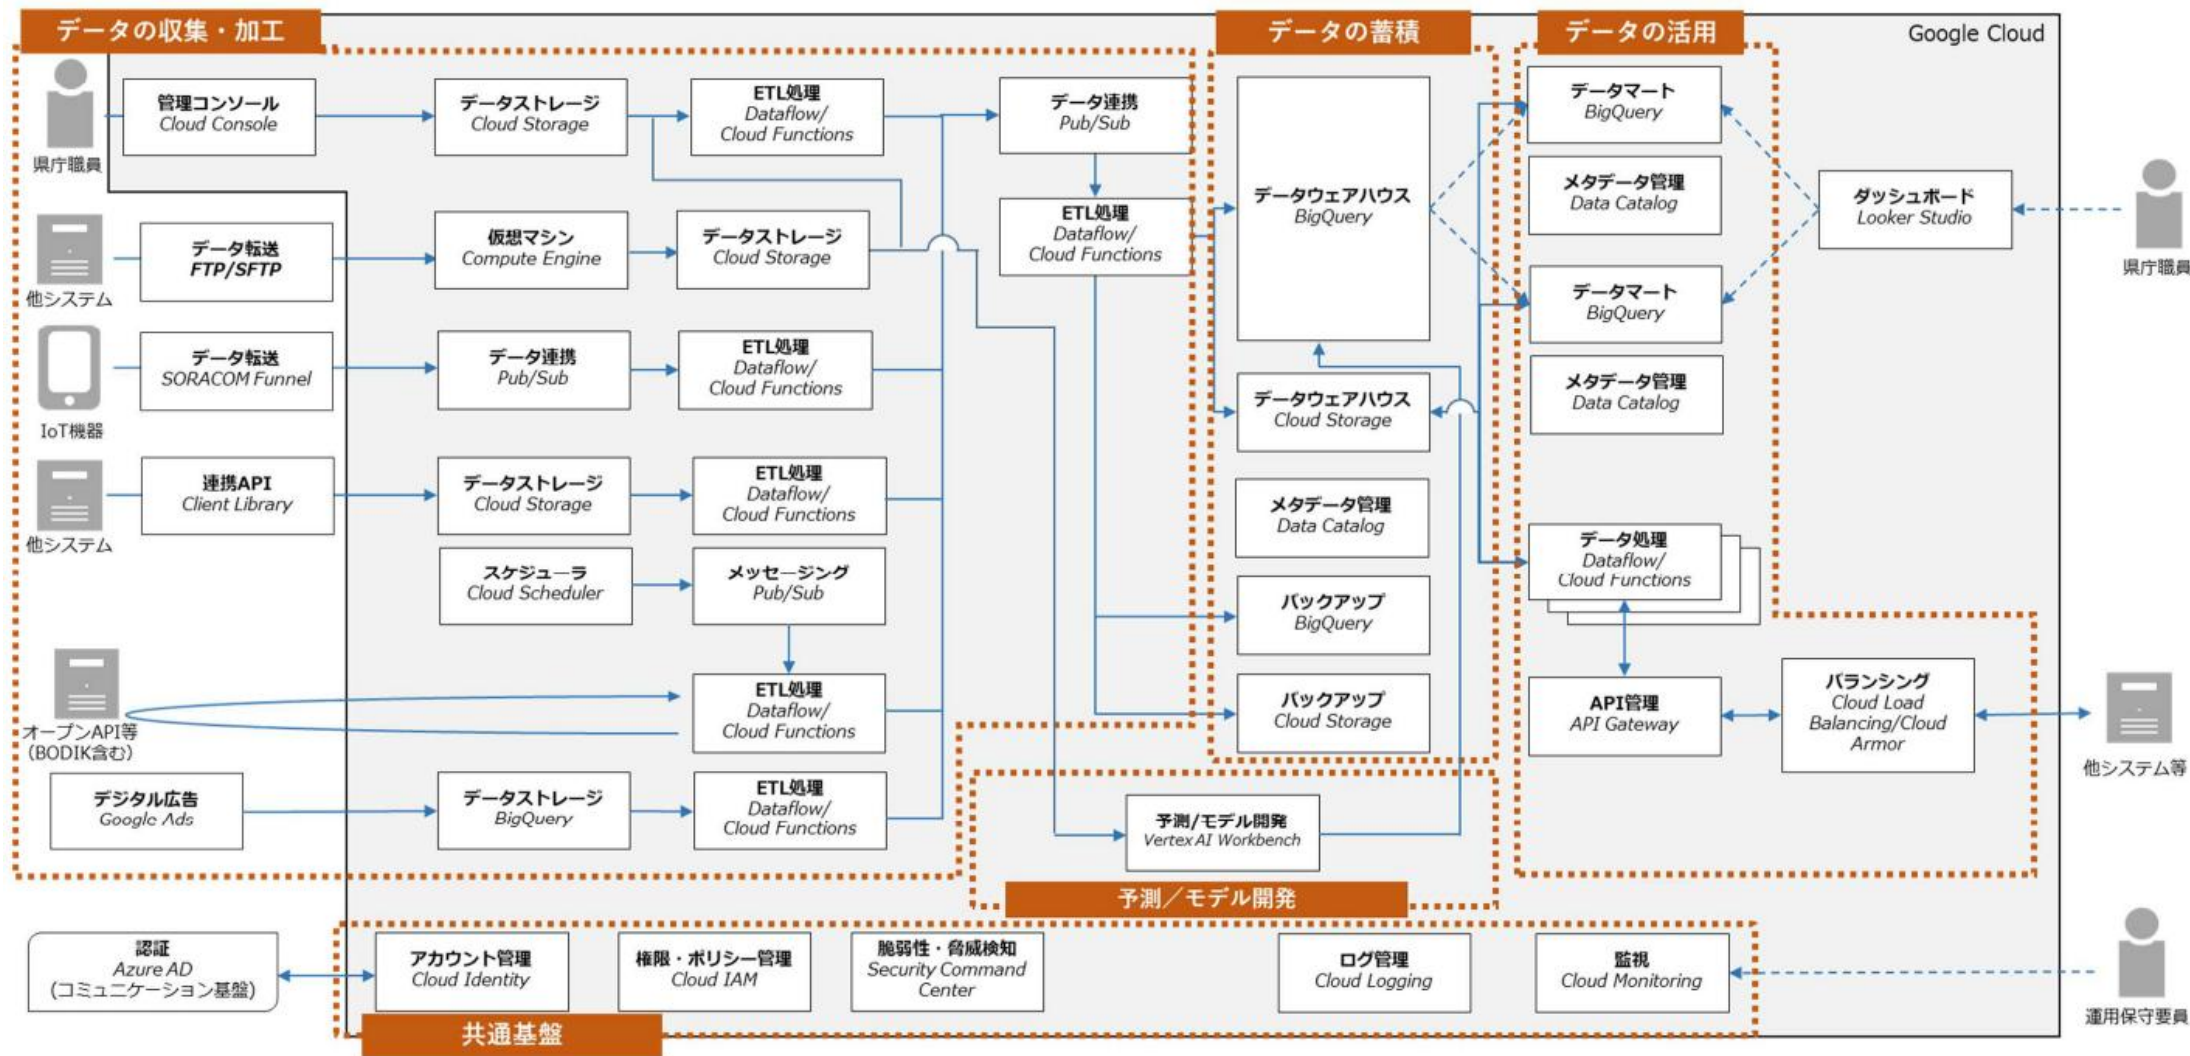 データの収集・加工
データの蓄積
データの活用
Google Cloud
県庁職員
管理コンソール
Cloud Console
データストレージ
Cloud Storage
ETL処理
Dataflow/
Cloud Functions
データ連携
Pub/Sub
ETL処理
Dataflow/
Cloud Functions
他システム
データ転送
FTP/SFTP
仮想マシン
Compute Engine
データストレージ
Cloud Storage
IoT機器
データ転送
SORACOM Funnel
データ連携
Pub/Sub
ETL処理
Dataflow/
Cloud Functions
他システム
連携API
Client Library
データストレージ
Cloud Storage
ETL処理
Dataflow/
Cloud Functions
スケジューラ
Cloud Scheduler
メッセージング
Pub/Sub
オープンAPI等
（BODIK含む）
ETL処理
Dataflow/
Cloud Functions
デジタル広告
Google Ads
データストレージ
BigQuery
ETL処理
Dataflow/
Cloud Functions
データウェアハウス
BigQuery
データウェアハウス
Cloud Storage
メタデータ管理
Data Catalog
バックアップ
BigQuery
バックアップ
Cloud Storage
データマート
BigQuery
メタデータ管理
Data Catalog
データマート
BigQuery
メタデータ管理
Data Catalog
ダッシュボード
Looker Studio
県庁職員
データ処理
Dataflow/
Cloud Functions
API管理
API Gateway
バランシング
Cloud Load
Balancing/Cloud
Armor
他システム等
予測/モデル開発
Vertex AI Workbench
予測／モデル開発
認証
Azure AD
(コミュニケーション基盤)
アカウント管理
Cloud Identity
権限・ポリシー管理
Cloud IAM
脆弱性・脅威検知
Security Command
Center
ログ管理
Cloud Logging
監視
Cloud Monitoring
運用保守要員
共通基盤